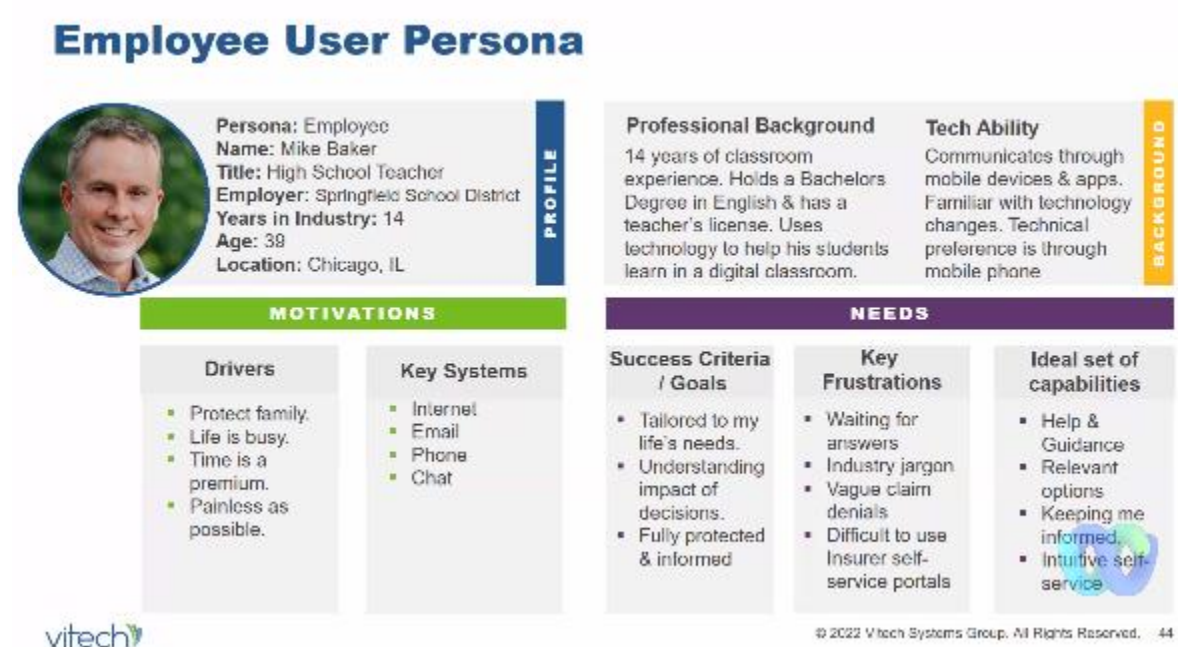 Employee User Persona
Persona: Employee
Name: Mike Baker
Title: High School Teacher
Employer: Springfield School District
Years in Industry: 14
Age: 39
Location: Chicago, IL
PROFILE
Professional Background
14 years of classroom
experience. Holds a Bachelors
Degree in English & has a
teacher's license. Uses
technology to help his students
learn in a digital classroom.
Tech Ability
Communicates through
mobile devices & apps.
Familiar with technology
changes. Technical
preference is through
mobile phone
BACKGROUND
MOTIVATIONS
Drivers
▪ Protect family.
▪ Life is busy.
▪ Time is a
premium.
▪ Painless as
possible.
Key Systems
▪ Internet
▪ Email
▪ Phone
▪ Chat
NEEDS
Success Criteria
/ Goals
▪ Tailored to my
life's needs.
▪ Understanding
impact of
decisions.
▪ Fully protected
& informed
Key
Frustrations
▪ Waiting for
answers
▪ Industry jargon
▪ Vague claim
denials
▪ Difficult to use
Insurer self-
service portals
Ideal set of
capabilities
▪ Help &
Guidance
▪ Relevant
options
▪ Keeping me
informed.
▪ Intuitive self-
service
vitech
© 2022 Vitech Systems Group. All Rights Reserved. 44